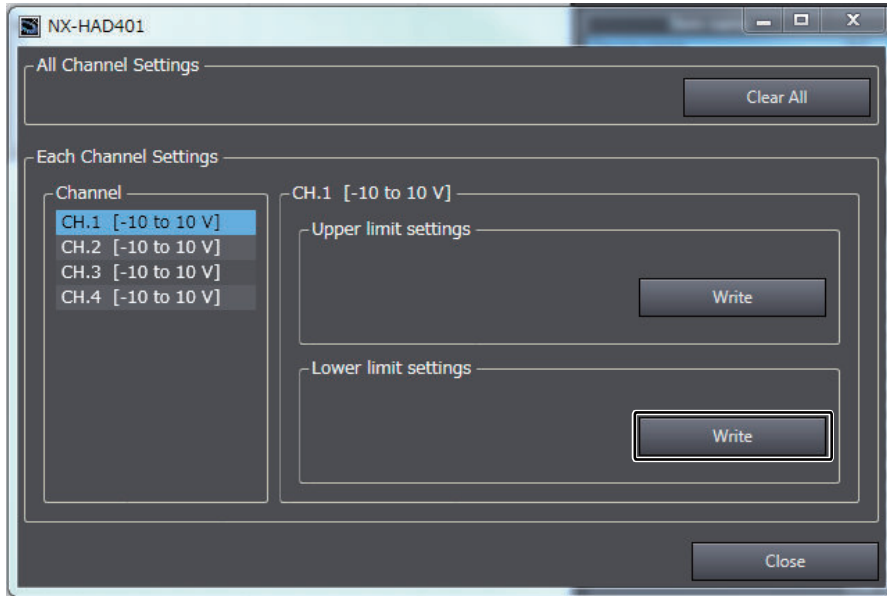 NX-HAD401
All Channel Settings
Clear All
Each Channel Settings
Channel
CH.1 [-10 to 10 V]
CH.2 [-10 to 10 V]
CH.3 [-10 to 10 V]
CH.4 [-10 to 10 V]
CH.1 [-10 to 10 V]
Upper limit settings
Write
Lower limit settings
Write
Close